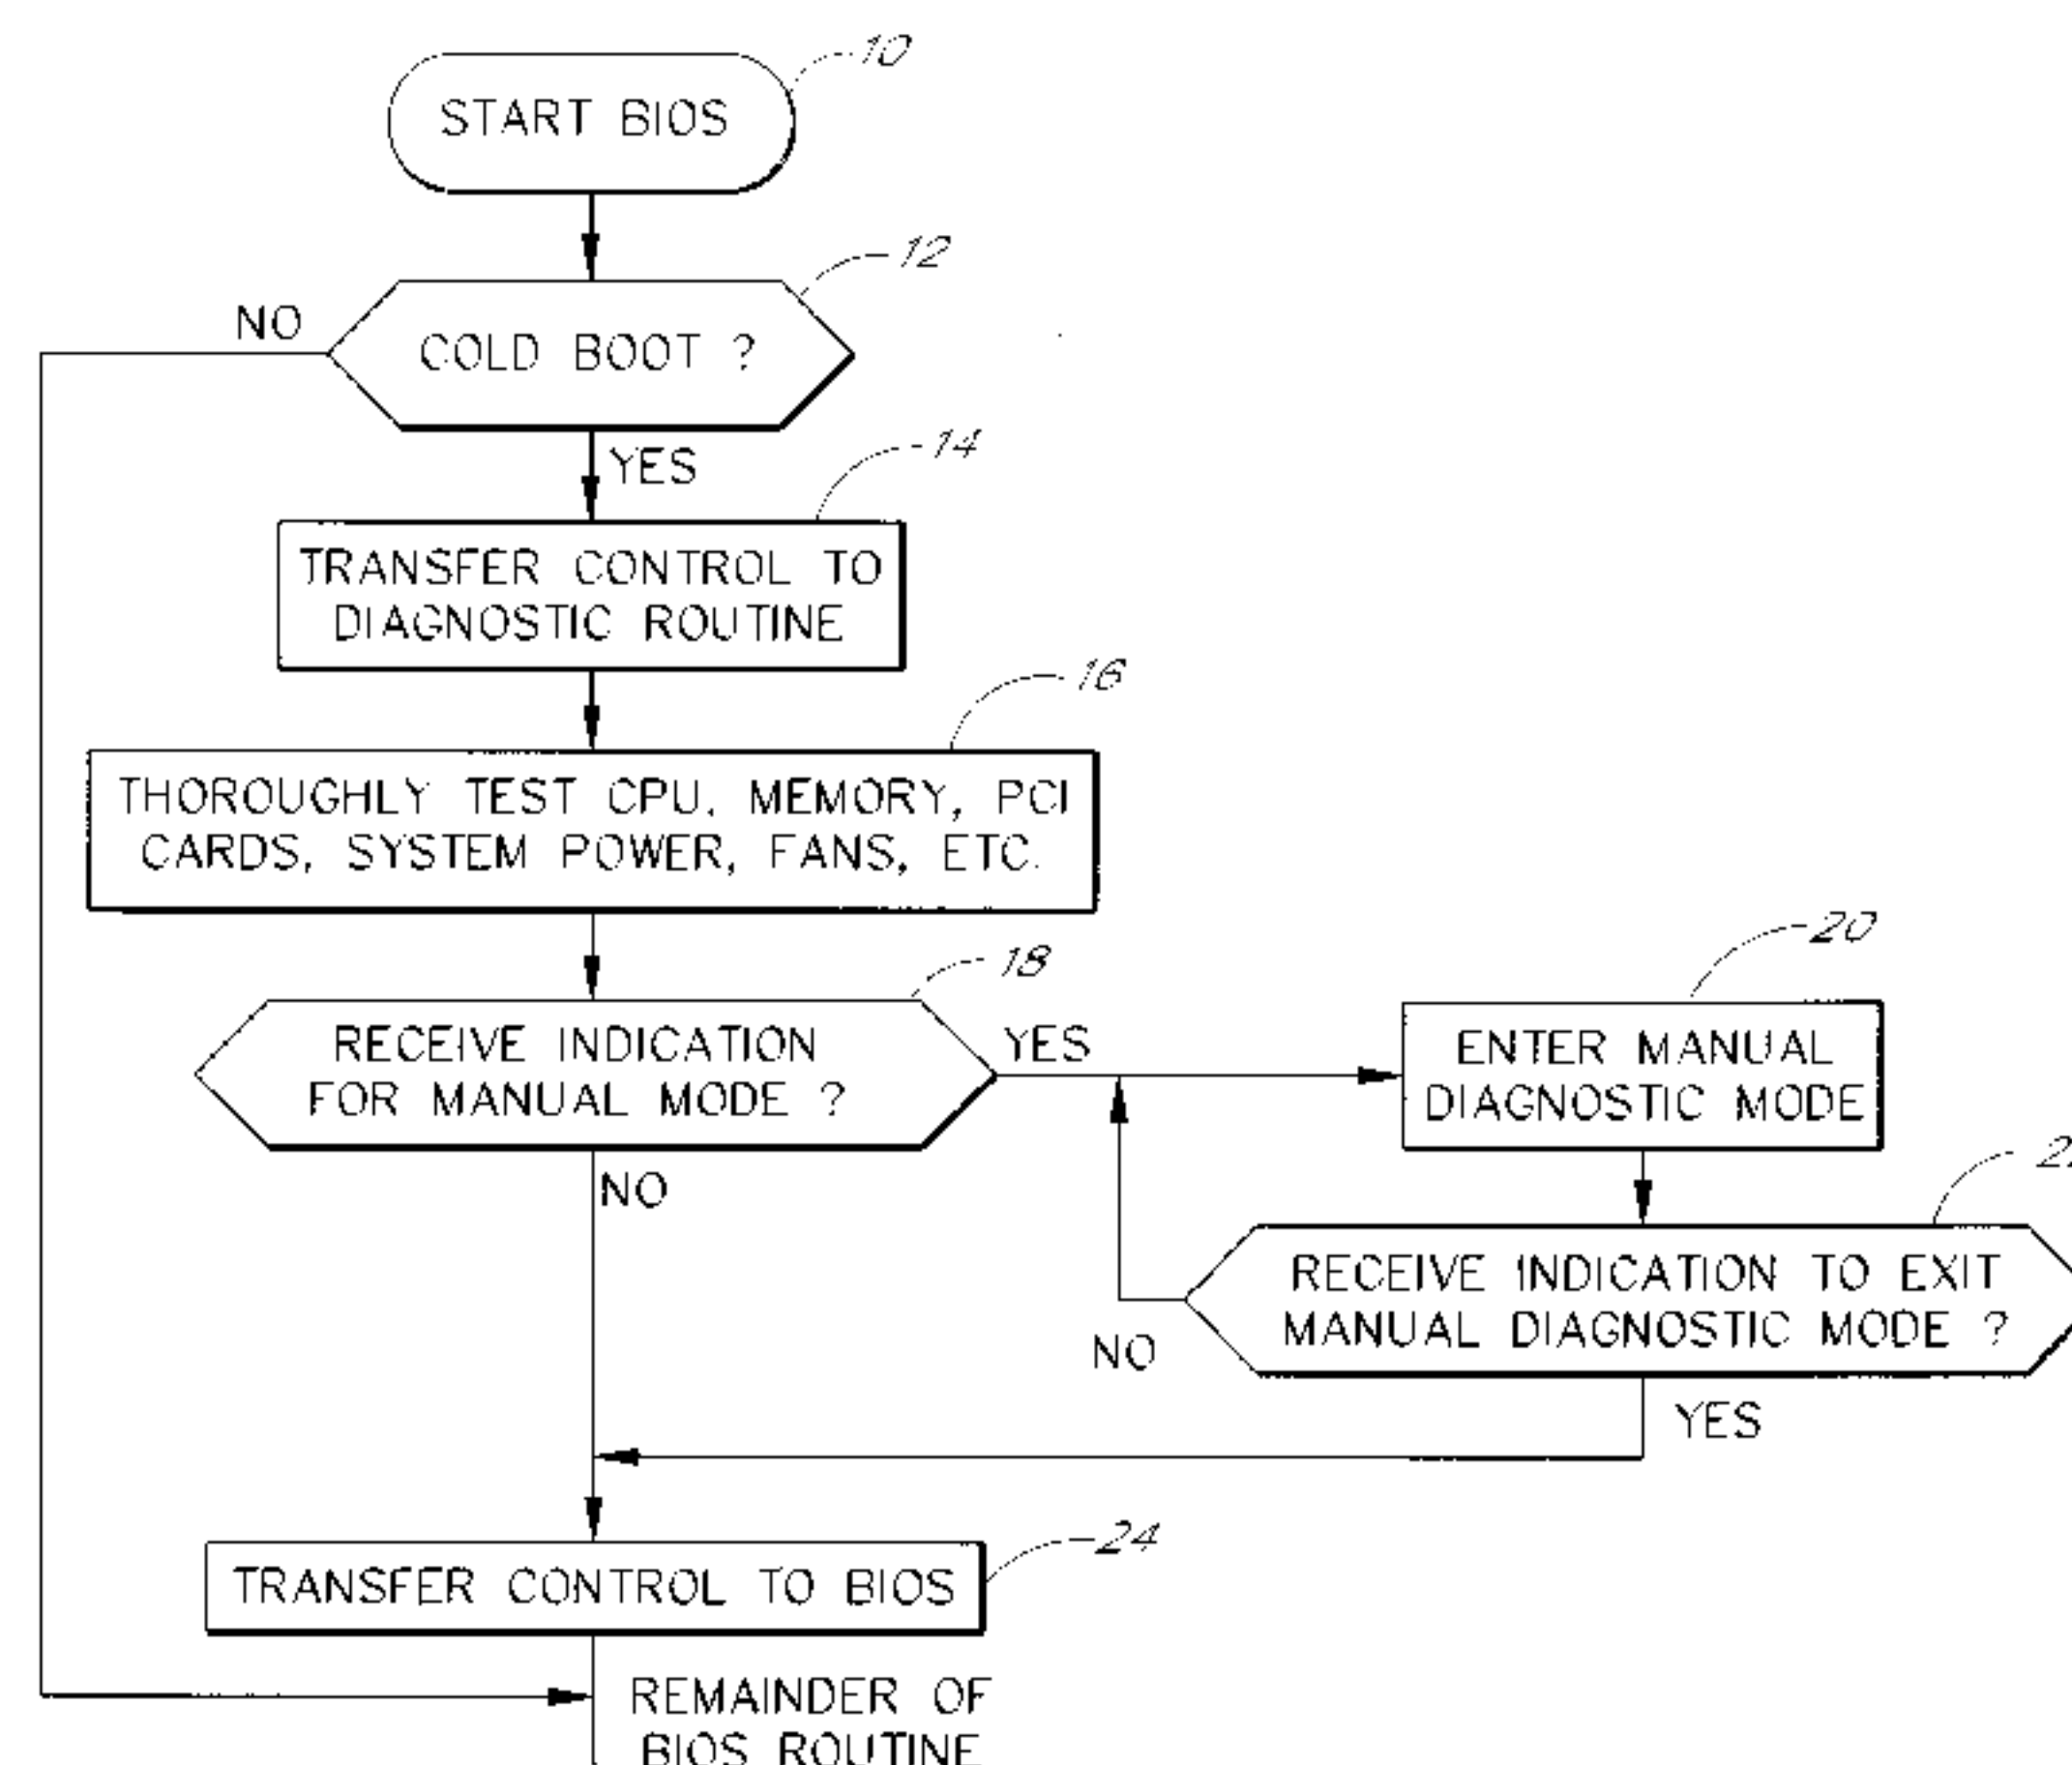 10
START BIOS
12
NO
COLD BOOT ?
YES
14
TRANSFER CONTROL TO
DIAGNOSTIC ROUTINE
16
THOROUGHLY TEST CPU, MEMORY, PCI
CARDS, SYSTEM POWER, FANS, ETC.
18
RECEIVE INDICATION
FOR MANUAL MODE ?
YES
NO
20
ENTER MANUAL
DIAGNOSTIC MODE
RECEIVE INDICATION TO EXIT
MANUAL DIAGNOSTIC MODE ?
NO
YES
24
TRANSFER CONTROL TO BIOS
REMAINDER OF
BIOS ROUTINE